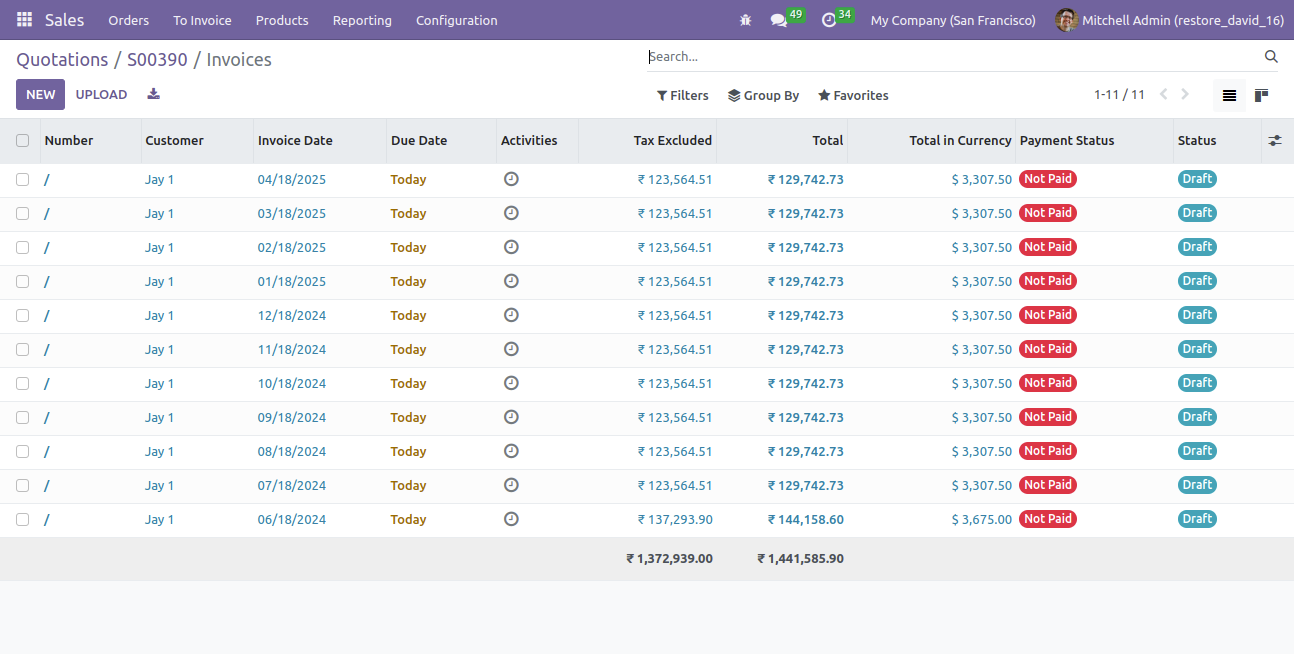 Sales Orders To Invoice Products Reporting Configuration 49 34 My Company (San Francisco) Mitchell Admin (restore_david_16)
Quotations / S00390 / Invoices Search...
NEW UPLOAD Filters Group By Favorites 1-11 / 11
Number Customer Invoice Date Due Date Activities Tax Excluded Total Total in Currency Payment Status Status
/ Jay 1 04/18/2025 Today ₹ 123,564.51 ₹ 129,742.73 $ 3,307.50 Not Paid Draft
/ Jay 1 03/18/2025 Today ₹ 123,564.51 ₹ 129,742.73 $ 3,307.50 Not Paid Draft
/ Jay 1 02/18/2025 Today ₹ 123,564.51 ₹ 129,742.73 $ 3,307.50 Not Paid Draft
/ Jay 1 01/18/2025 Today ₹ 123,564.51 ₹ 129,742.73 $ 3,307.50 Not Paid Draft
/ Jay 1 12/18/2024 Today ₹ 123,564.51 ₹ 129,742.73 $ 3,307.50 Not Paid Draft
/ Jay 1 11/18/2024 Today ₹ 123,564.51 ₹ 129,742.73 $ 3,307.50 Not Paid Draft
/ Jay 1 10/18/2024 Today ₹ 123,564.51 ₹ 129,742.73 $ 3,307.50 Not Paid Draft
/ Jay 1 09/18/2024 Today ₹ 123,564.51 ₹ 129,742.73 $ 3,307.50 Not Paid Draft
/ Jay 1 08/18/2024 Today ₹ 123,564.51 ₹ 129,742.73 $ 3,307.50 Not Paid Draft
/ Jay 1 07/18/2024 Today ₹ 123,564.51 ₹ 129,742.73 $ 3,307.50 Not Paid Draft
/ Jay 1 06/18/2024 Today ₹ 137,293.90 ₹ 144,158.60 $ 3,675.00 Not Paid Draft
₹ 1,372,939.00 ₹ 1,441,585.90